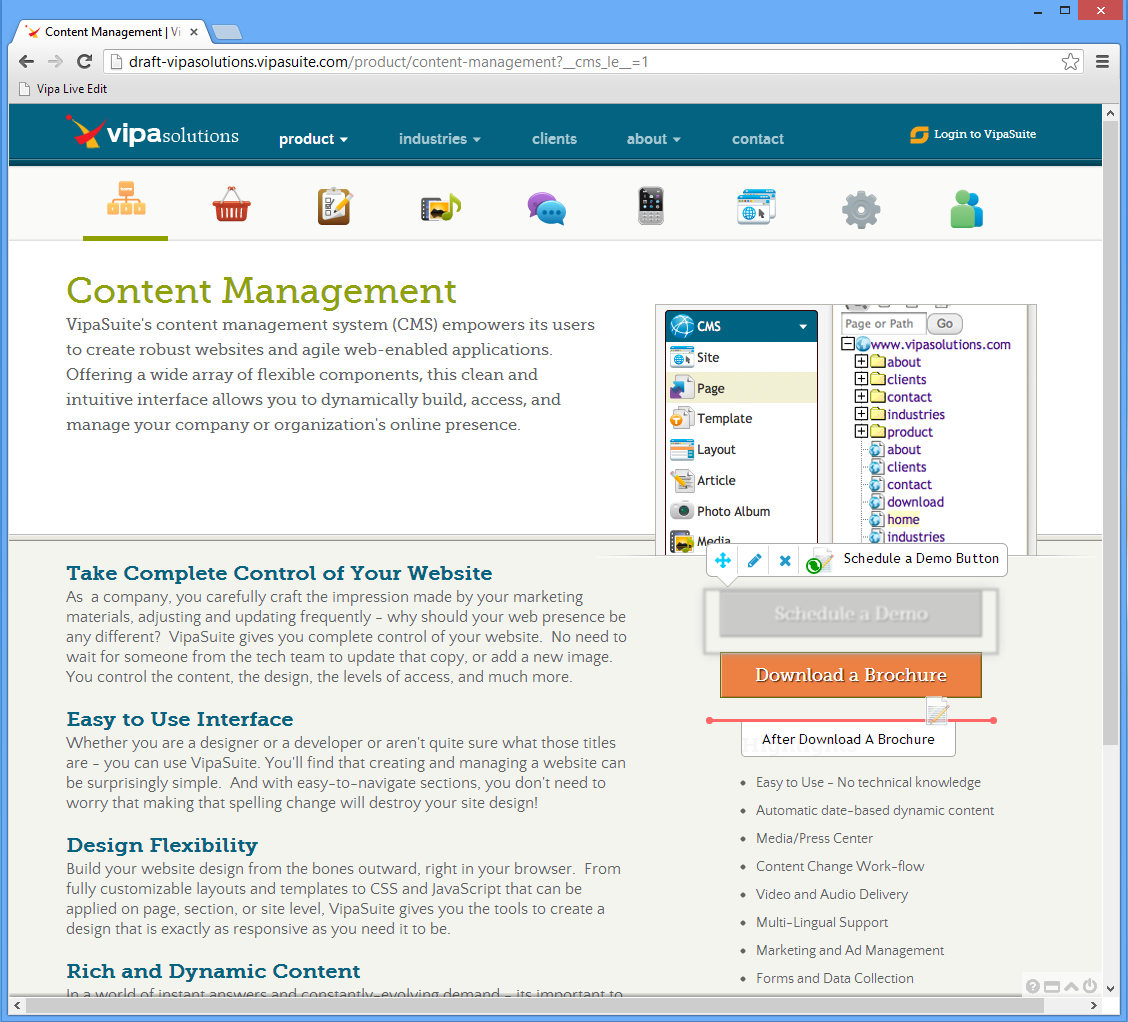 Content Management | Vi
draft-vipasolutions.vipasuite.com/product/content-management?__cms_le__=1
Vipa Live Edit
vipasolutions
product
industries
clients
about
contact
Login to VipaSuite
Content Management
VipaSuite's content management system (CMS) empowers its users
to create robust websites and agile web-enabled applications.
Offering a wide array of flexible components, this clean and
intuitive interface allows you to dynamically build, access, and
manage your company or organization's online presence.
CMS
Site
Page
Template
Layout
Article
Photo Album
Media
Page or Path
Go
www.vipasolutions.com
about
clients
contact
industries
product
about
clients
contact
download
home
industries
Take Complete Control of Your Website
As a company, you carefully craft the impression made by your marketing
materials, adjusting and updating frequently - why should your web presence be
any different? VipaSuite gives you complete control of your website. No need to
wait for someone from the tech team to update that copy, or add a new image.
You control the content, the design, the levels of access, and much more.
Easy to Use Interface
Whether you are a designer or a developer or aren't quite sure what those titles
are - you can use VipaSuite. You'll find that creating and managing a website can
be surprisingly simple. And with easy-to-navigate sections, you don't need to
worry that making that spelling change will destroy your site design!
Design Flexibility
Build your website design from the bones outward, right in your browser. From
fully customizable layouts and templates to CSS and JavaScript that can be
applied on page, section, or site level, VipaSuite gives you the tools to create a
design that is exactly as responsive as you need it to be.
Rich and Dynamic Content
In a world of instant answers and constantly-evolving demand - its important to
Schedule a Demo Button
Schedule a Demo
Download a Brochure
After Download A Brochure
Easy to Use - No technical knowledge
Automatic date-based dynamic content
Media/Press Center
Content Change Work-flow
Video and Audio Delivery
Multi-Lingual Support
Marketing and Ad Management
Forms and Data Collection